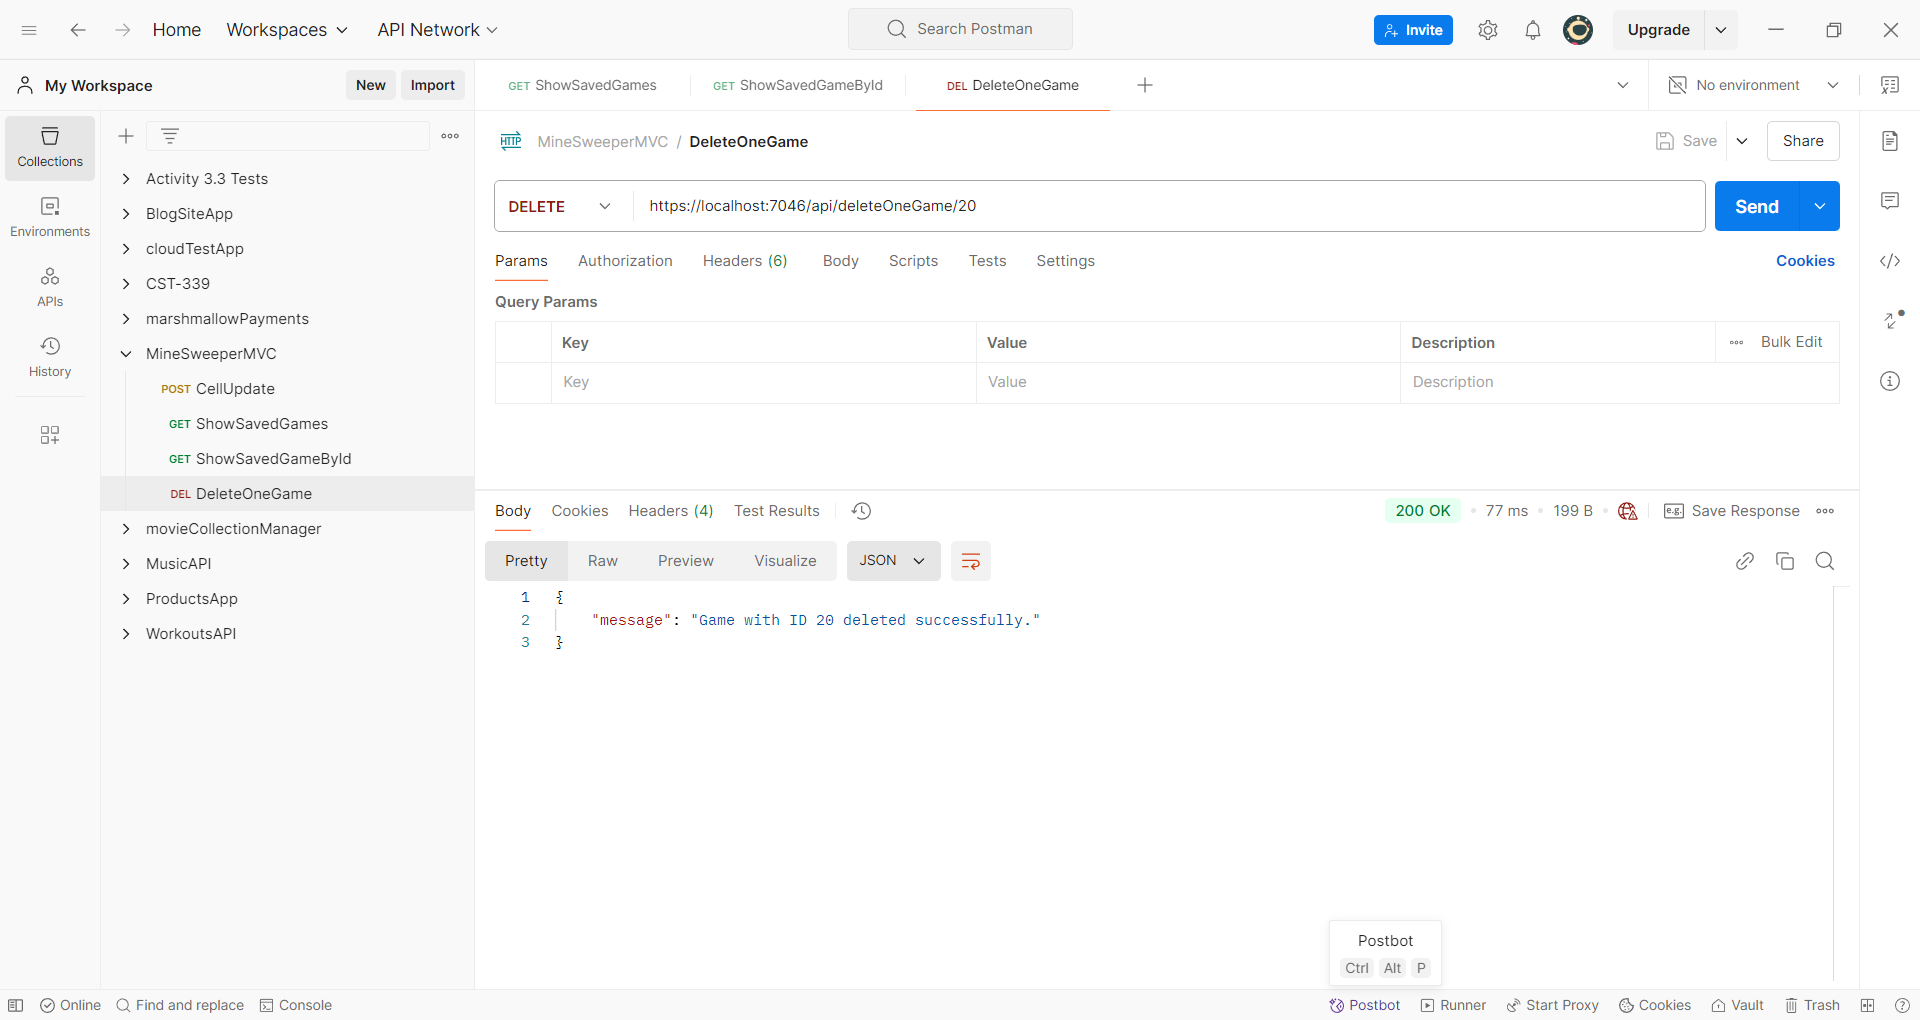 Home Workspaces API Network Search Postman Invite Upgrade
My Workspace New Import GET ShowSavedGames GET ShowSavedGameById DEL DeleteOneGame No environment
Collections
Environments
APIs
History
Activity 3.3 Tests
BlogSiteApp
cloudTestApp
CST-339
marshmallowPayments
MineSweeperMVC
POST CellUpdate
GET ShowSavedGames
GET ShowSavedGameById
DEL DeleteOneGame
movieCollectionManager
MusicAPI
ProductsApp
WorkoutsAPI
HTTP MineSweeperMVC / DeleteOneGame Save Share
DELETE https://localhost:7046/api/deleteOneGame/20 Send
Params Authorization Headers (6) Body Scripts Tests Settings Cookies
Query Params
Key Value Description Bulk Edit
Key Value Description
Body Cookies Headers (4) Test Results 200 OK 77 ms 199 B e.g. Save Response
Pretty Raw Preview Visualize JSON
1 {
2 "message": "Game with ID 20 deleted successfully."
3 }
Postbot
Ctrl Alt P
Online Find and replace Console Postbot Runner Start Proxy Cookies Vault Trash